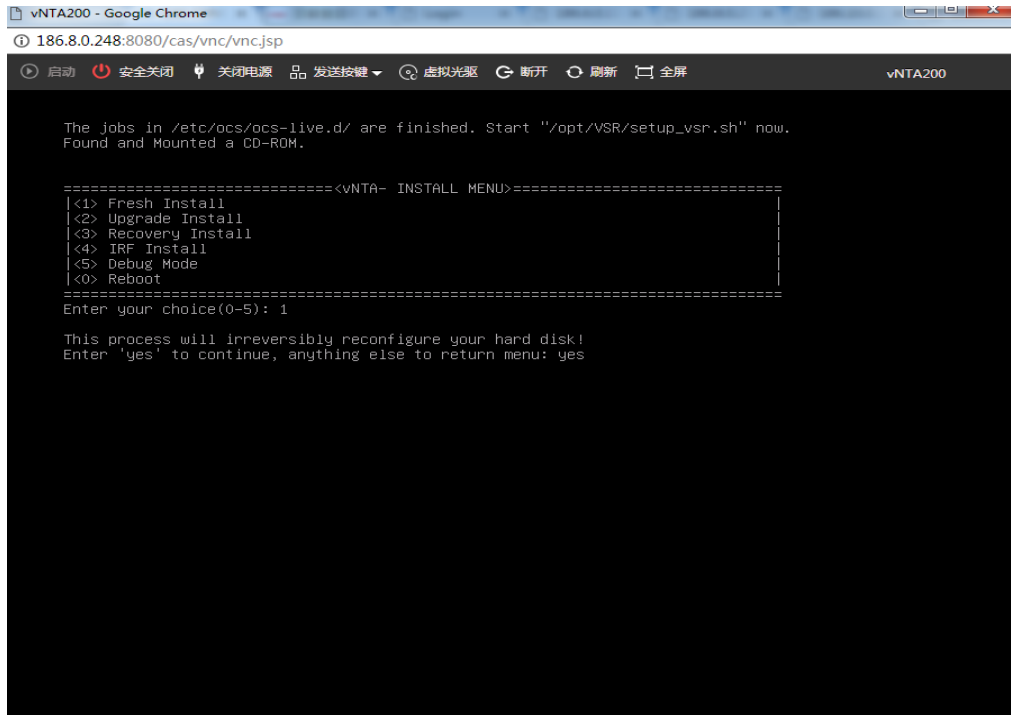 vNTA200 - Google Chrome
186.8.0.248:8080/cas/vnc/vnc.jsp
启动 安全关闭 关闭电源 发送按键 虚拟光驱 断开 刷新 全屏 vNTA200
The jobs in /etc/ocs/ocs-live.d/ are finished. Start "/opt/VSR/setup_vsr.sh" now.
Found and Mounted a CD-ROM.
==============================<vNTA- INSTALL MENU>==============================
|<1> Fresh Install |
|<2> Upgrade Install |
|<3> Recovery Install |
|<4> IRF Install |
|<5> Debug Mode |
|<0> Reboot |
================================================================================
Enter your choice(0-5): 1
This process will irreversibly reconfigure your hard disk!
Enter 'yes' to continue, anything else to return menu: yes